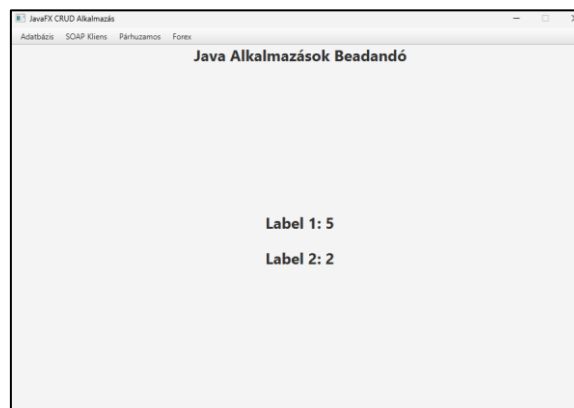 JavaFX CRUD Alkalmazás
Adatbázis SOAP Kliens Párhuzamos Forex
Java Alkalmazások Beadandó
Label 1: 5
Label 2: 2